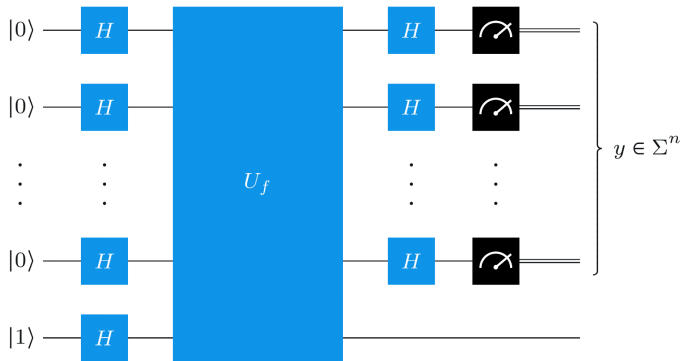 |0⟩ H H
|0⟩ H H
U_f
y ∈ Σ^n
|0⟩ H H
|1⟩ H